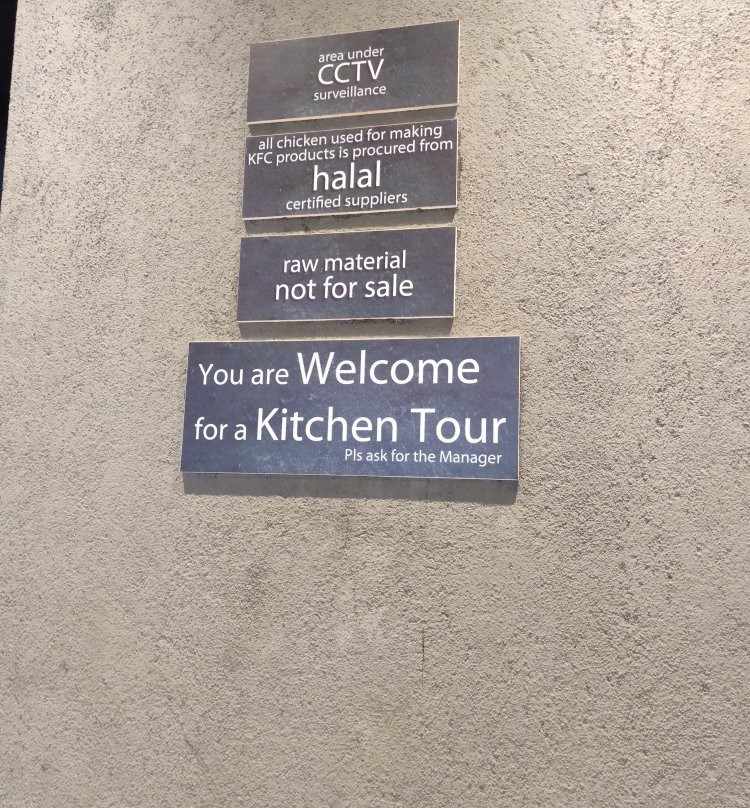 area under
CCTV
surveillance
all chicken used for making
KFC products is procured from
halal
certified suppliers
raw material
not for sale
You are Welcome
for a Kitchen Tour
Pls ask for the Manager